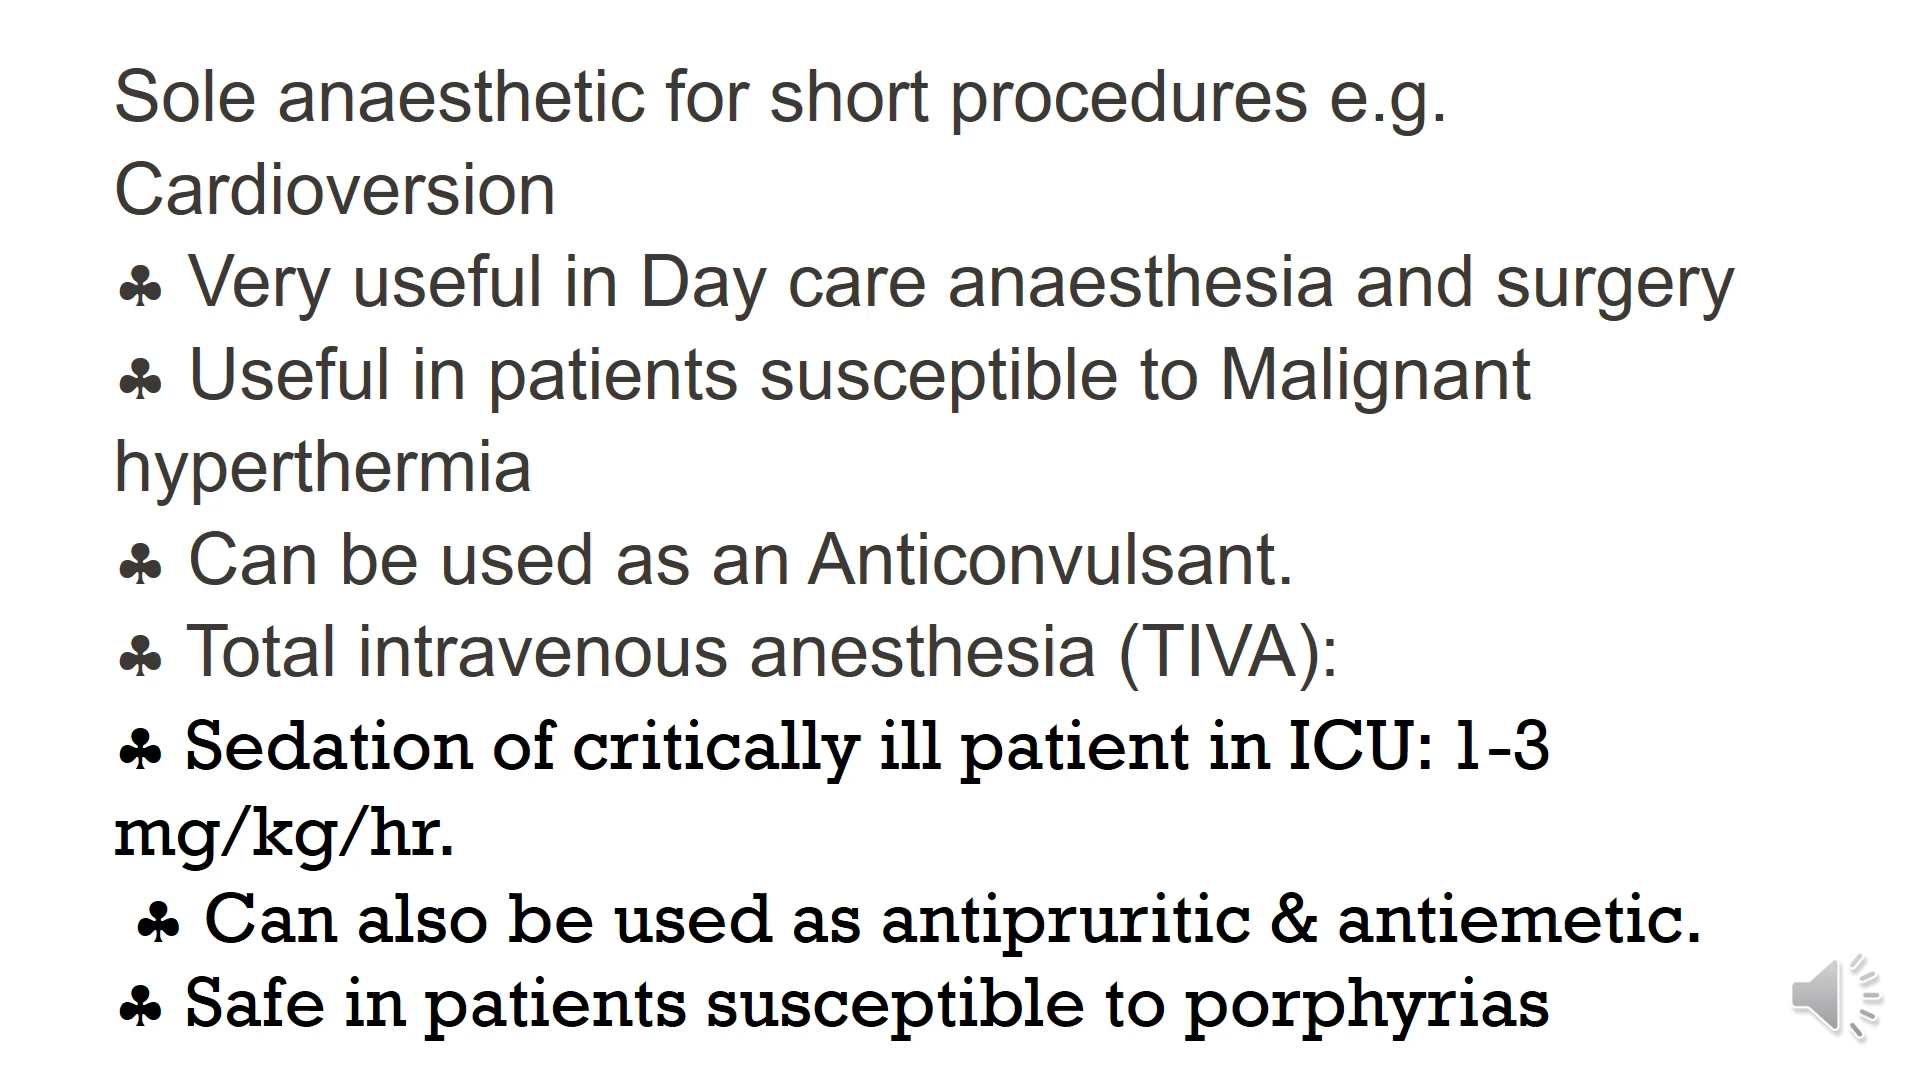 Sole anaesthetic for short procedures e.g.
Cardioversion
♣ Very useful in Day care anaesthesia and surgery
♣ Useful in patients susceptible to Malignant
hyperthermia
♣ Can be used as an Anticonvulsant.
♣ Total intravenous anesthesia (TIVA):
♣ Sedation of critically ill patient in ICU: 1-3
mg/kg/hr.
♣ Can also be used as antipruritic & antiemetic.
♣ Safe in patients susceptible to porphyrias